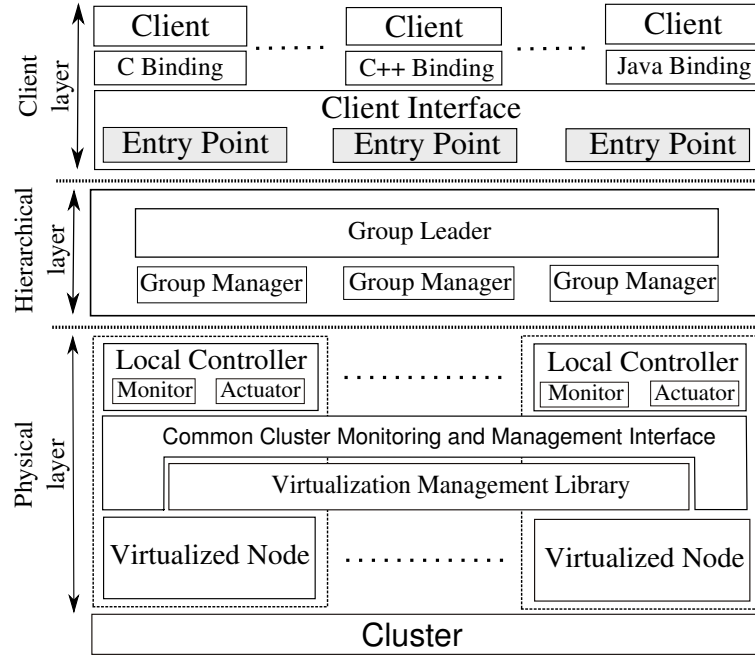 Client layer
Client
Client
Client
C Binding
C++ Binding
Java Binding
Client Interface
Entry Point
Entry Point
Entry Point
Hierarchical layer
Group Leader
Group Manager
Group Manager
Group Manager
Physical layer
Local Controller
Monitor
Actuator
Local Controller
Monitor
Actuator
Common Cluster Monitoring and Management Interface
Virtualization Management Library
Virtualized Node
Virtualized Node
Cluster